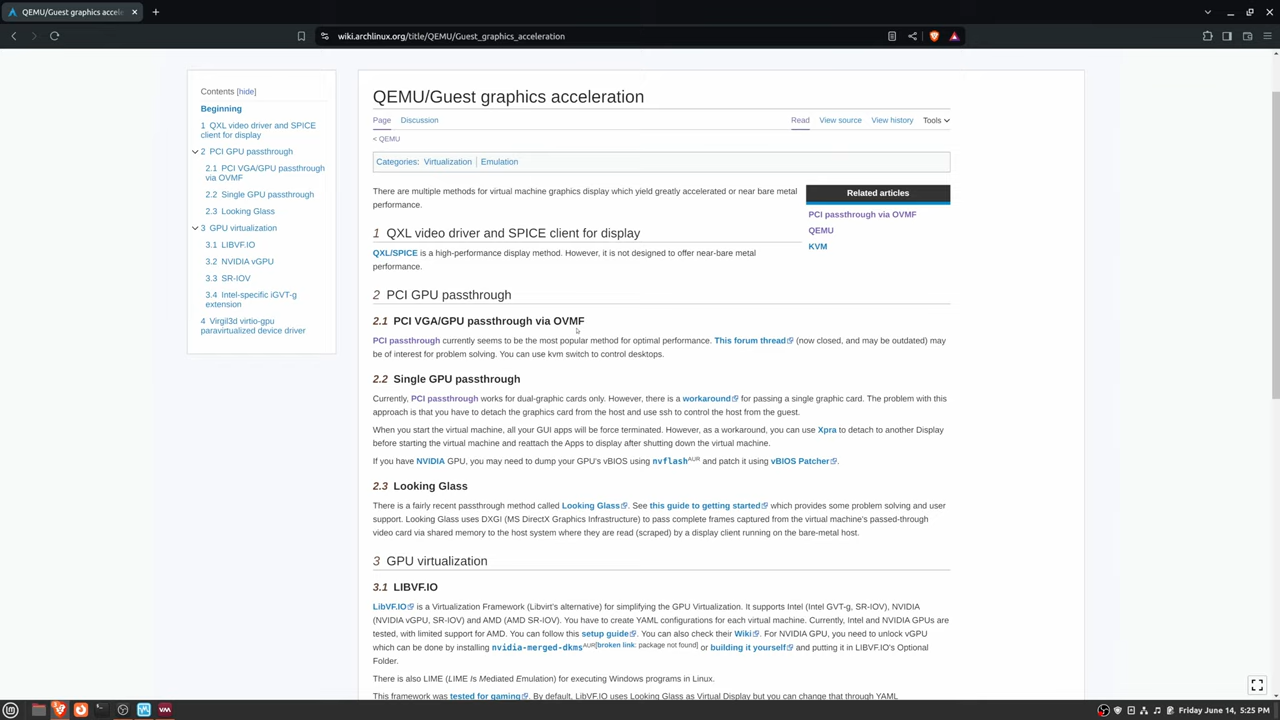 QEMU/Guest graphics accele
wiki.archlinux.org/title/QEMU/Guest_graphics_acceleration
Contents [hide]
Beginning
1 QXL video driver and SPICE
client for display
2 PCI GPU passthrough
2.1 PCI VGA/GPU passthrough
via OVMF
2.2 Single GPU passthrough
2.3 Looking Glass
3 GPU virtualization
3.1 LIBVF.IO
3.2 NVIDIA vGPU
3.3 SR-IOV
3.4 Intel-specific iGVT-g
extension
4 Virgil3d virtio-gpu
paravirtualized device driver
QEMU/Guest graphics acceleration
Page Discussion Read View source View history Tools
< QEMU
Categories: Virtualization Emulation
There are multiple methods for virtual machine graphics display which yield greatly accelerated or near bare metal
performance.
Related articles
PCI passthrough via OVMF
QEMU
KVM
1 QXL video driver and SPICE client for display
QXL/SPICE is a high-performance display method. However, it is not designed to offer near-bare metal
performance.
2 PCI GPU passthrough
2.1 PCI VGA/GPU passthrough via OVMF
PCI passthrough currently seems to be the most popular method for optimal performance. This forum thread (now closed, and may be outdated) may
be of interest for problem solving. You can use kvm switch to control desktops.
2.2 Single GPU passthrough
Currently, PCI passthrough works for dual-graphic cards only. However, there is a workaround for passing a single graphic card. The problem with this
approach is that you have to detach the graphics card from the host and use ssh to control the host from the guest.
When you start the virtual machine, all your GUI apps will be force terminated. However, as a workaround, you can use Xpra to detach to another Display
before starting the virtual machine and reattach the Apps to display after shutting down the virtual machine.
If you have NVIDIA GPU, you may need to dump your GPU's vBIOS using nvflashAUR and patch it using vBIOS Patcher.
2.3 Looking Glass
There is a fairly recent passthrough method called Looking Glass. See this guide to getting started which provides some problem solving and user
support. Looking Glass uses DXGI (MS DirectX Graphics Infrastructure) to pass complete frames captured from the virtual machine's passed-through
video card via shared memory to the host system where they are read (scraped) by a display client running on the bare-metal host.
3 GPU virtualization
3.1 LIBVF.IO
LibVF.IO is a Virtualization Framework (Libvirt's alternative) for simplifying the GPU Virtualization. It supports Intel (Intel GVT-g, SR-IOV), NVIDIA
(NVIDIA vGPU, SR-IOV) and AMD (AMD SR-IOV). You have to create YAML configurations for each virtual machine. Currently, Intel and NVIDIA GPUs are
tested, with limited support for AMD. You can follow this setup guide. You can also check their Wiki. For NVIDIA GPU, you need to unlock vGPU
which can be done by installing nvidia-merged-dkmsAUR[broken link: package not found] or building it yourself and putting it in LIBVF.IO's Optional
Folder.
There is also LIME (LIME Is Mediated Emulation) for executing Windows programs in Linux.
This framework was tested for gaming. By default, LibVF.IO uses Looking Glass as Virtual Display but you can change that through YAML
Friday June 14, 5:25 PM